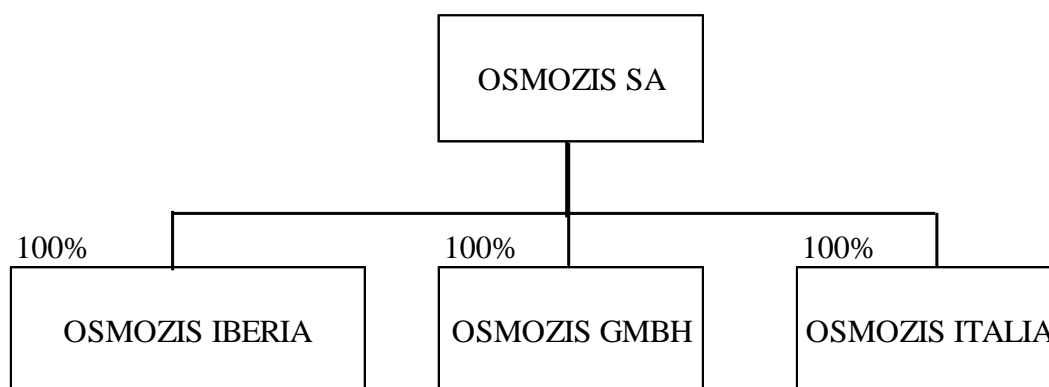 OSMOZIS SA
100%
100%
100%
OSMOZIS IBERIA
OSMOZIS GMBH
OSMOZIS ITALIA